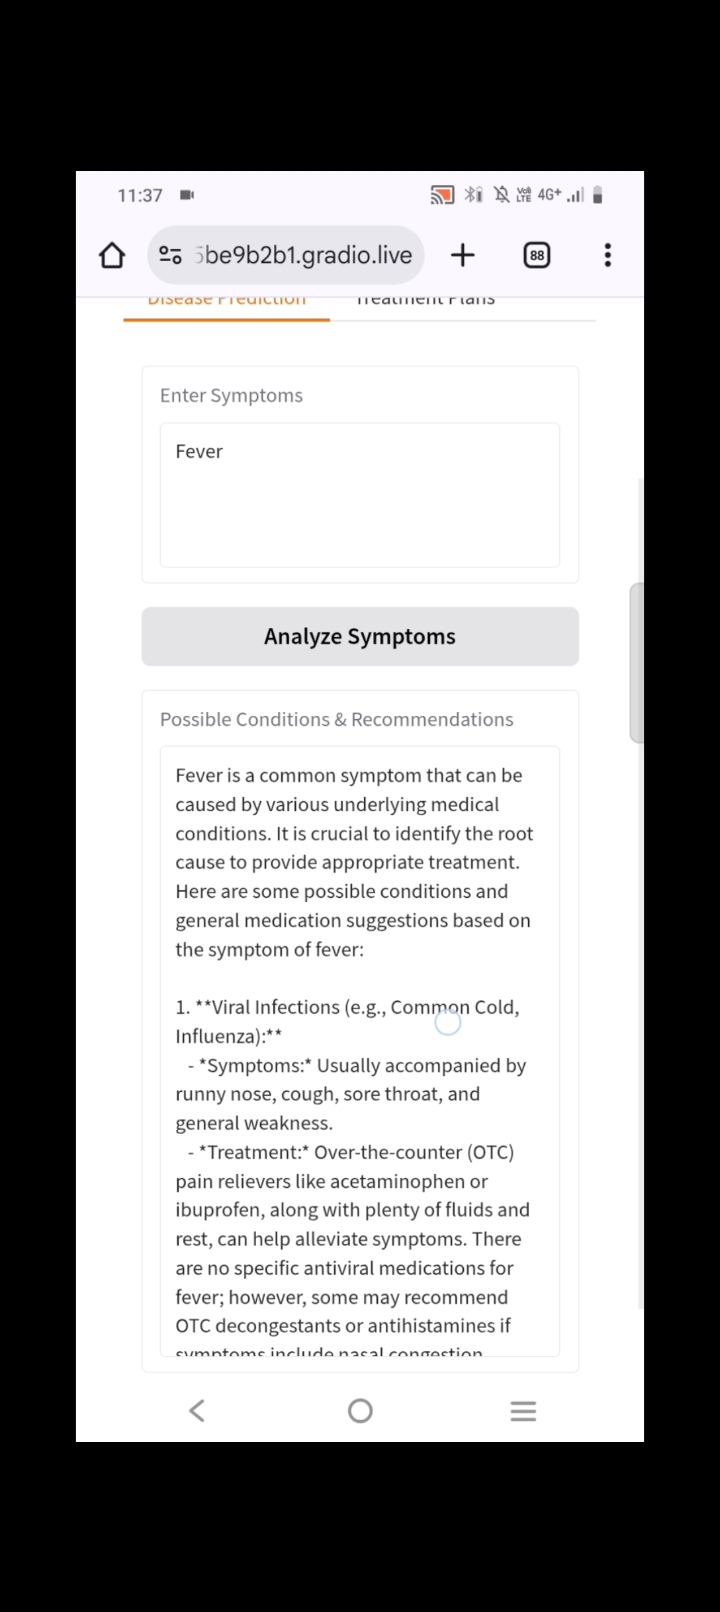 11:37
Vo)) LTE 4G+
5be9b2b1.gradio.live
88
Disease Prediction Treatment Plans
Enter Symptoms
Fever
Analyze Symptoms
Possible Conditions & Recommendations
Fever is a common symptom that can be
caused by various underlying medical
conditions. It is crucial to identify the root
cause to provide appropriate treatment.
Here are some possible conditions and
general medication suggestions based on
the symptom of fever:
1. **Viral Infections (e.g., Common Cold,
Influenza):**
- *Symptoms:* Usually accompanied by
runny nose, cough, sore throat, and
general weakness.
- *Treatment:* Over-the-counter (OTC)
pain relievers like acetaminophen or
ibuprofen, along with plenty of fluids and
rest, can help alleviate symptoms. There
are no specific antiviral medications for
fever; however, some may recommend
OTC decongestants or antihistamines if
symptoms include nasal congestion